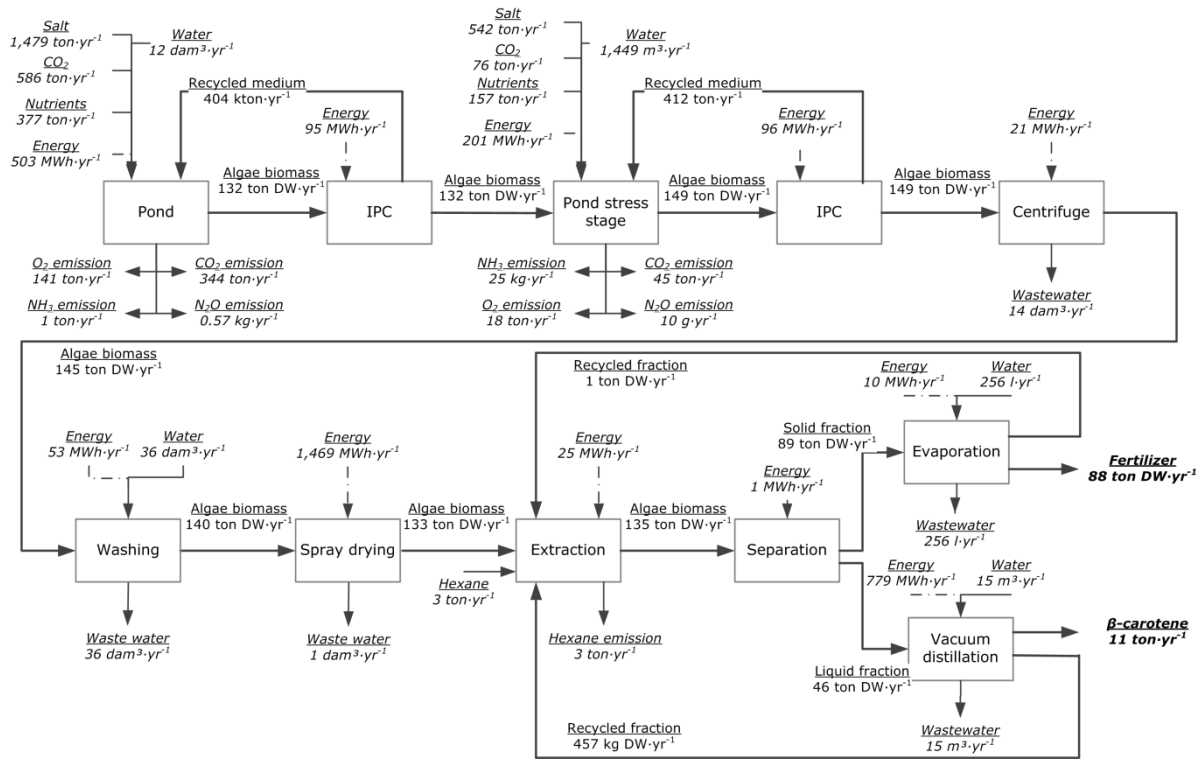 Salt
1,479 ton·yr⁻¹
Water
12 dam³·yr⁻¹
CO₂
586 ton·yr⁻¹
Nutrients
377 ton·yr⁻¹
Energy
503 MWh·yr⁻¹
Recycled medium
404 kton·yr⁻¹
Energy
95 MWh·yr⁻¹
Pond
Algae biomass
132 ton DW·yr⁻¹
IPC
Algae biomass
132 ton DW·yr⁻¹
O₂ emission
141 ton·yr⁻¹
CO₂ emission
344 ton·yr⁻¹
NH₃ emission
1 ton·yr⁻¹
N₂O emission
0.57 kg·yr⁻¹
Salt
542 ton·yr⁻¹
Water
1,449 m³·yr⁻¹
CO₂
76 ton·yr⁻¹
Nutrients
157 ton·yr⁻¹
Energy
201 MWh·yr⁻¹
Recycled medium
412 ton·yr⁻¹
Energy
96 MWh·yr⁻¹
Pond stress
stage
Algae biomass
149 ton DW·yr⁻¹
IPC
Algae biomass
149 ton DW·yr⁻¹
Energy
21 MWh·yr⁻¹
Centrifuge
NH₃ emission
25 kg·yr⁻¹
CO₂ emission
45 ton·yr⁻¹
O₂ emission
18 ton·yr⁻¹
N₂O emission
10 g·yr⁻¹
Wastewater
14 dam³·yr⁻¹
Algae biomass
145 ton DW·yr⁻¹
Energy
53 MWh·yr⁻¹
Water
36 dam³·yr⁻¹
Washing
Waste water
36 dam³·yr⁻¹
Algae biomass
140 ton DW·yr⁻¹
Energy
1,469 MWh·yr⁻¹
Spray drying
Waste water
1 dam³·yr⁻¹
Algae biomass
133 ton DW·yr⁻¹
Hexane
3 ton·yr⁻¹
Recycled fraction
1 ton DW·yr⁻¹
Energy
25 MWh·yr⁻¹
Extraction
Hexane emission
3 ton·yr⁻¹
Algae biomass
135 ton DW·yr⁻¹
Energy
1 MWh·yr⁻¹
Separation
Solid fraction
89 ton DW·yr⁻¹
Energy
10 MWh·yr⁻¹
Water
256 l·yr⁻¹
Evaporation
Fertilizer
88 ton DW·yr⁻¹
Wastewater
256 l·yr⁻¹
Energy
779 MWh·yr⁻¹
Water
15 m³·yr⁻¹
Vacuum
distillation
β-carotene
11 ton·yr⁻¹
Liquid fraction
46 ton DW·yr⁻¹
Wastewater
15 m³·yr⁻¹
Recycled fraction
457 kg DW·yr⁻¹